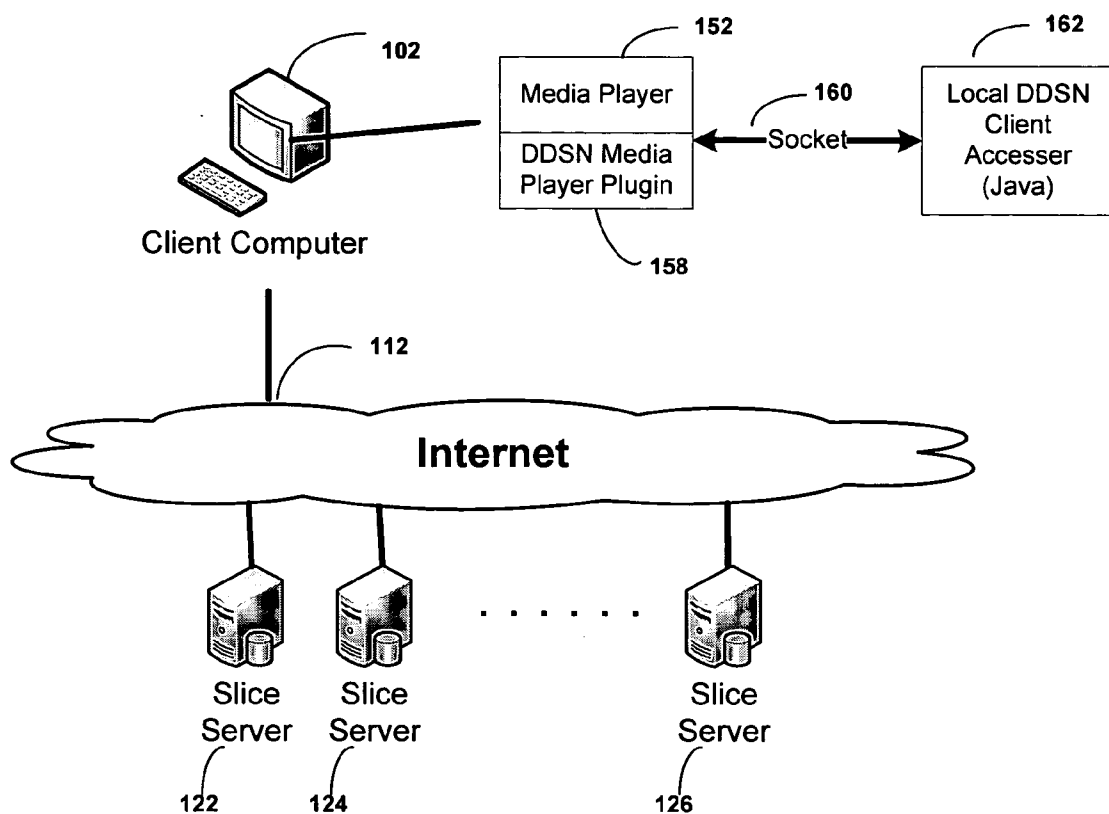 102
152
162
Media Player
DDSN Media
Player Plugin
160
Socket
Local DDSN
Client
Accesser
(Java)
Client Computer
158
112
Internet
Slice
Server
Slice
Server
. . . . . .
Slice
Server
122
124
126